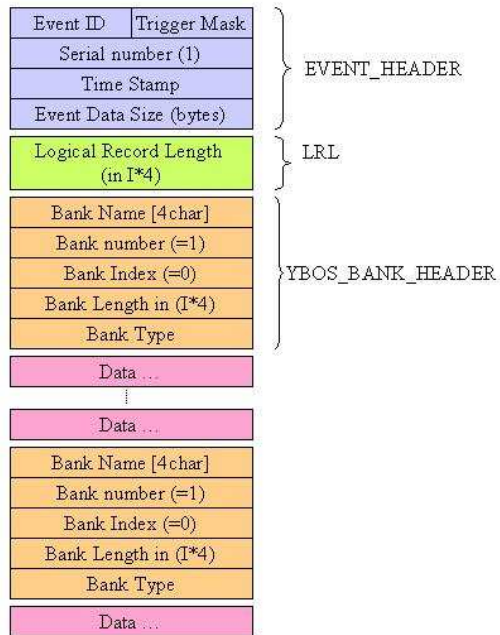 Event ID Trigger Mask
Serial number (1)
Time Stamp
Event Data Size (bytes)
EVENT_HEADER
Logical Record Length
(in I*4)
LRL
Bank Name [4char]
Bank number (=1)
Bank Index (=0)
Bank Length in (I*4)
Bank Type
YBOS_BANK_HEADER
Data ...
Data ...
Bank Name [4char]
Bank number (=1)
Bank Index (=0)
Bank Length in (I*4)
Bank Type
Data ...